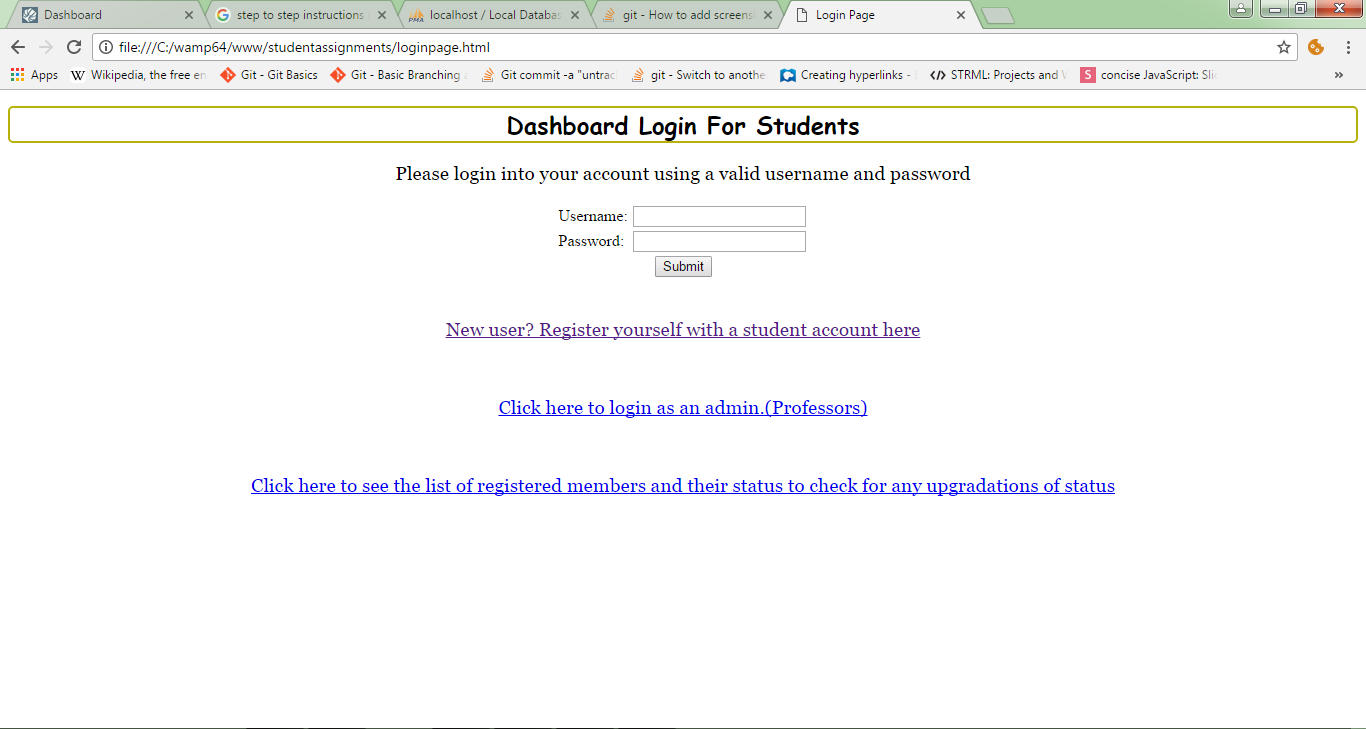 Dashboard
step to step instructions
localhost / Local Databas
git - How to add screens
Login Page
file:///C:/wamp64/www/studentassignments/loginpage.html
Apps
W Wikipedia, the free en
Git - Git Basics
Git - Basic Branching
Git commit -a "untrac
git - Switch to anothe
Creating hyperlinks -
</> STRML: Projects and
S concise JavaScript: Sli
»
Dashboard Login For Students
Please login into your account using a valid username and password
Username:
Password:
Submit
New user? Register yourself with a student account here
Click here to login as an admin.(Professors)
Click here to see the list of registered members and their status to check for any upgradations of status